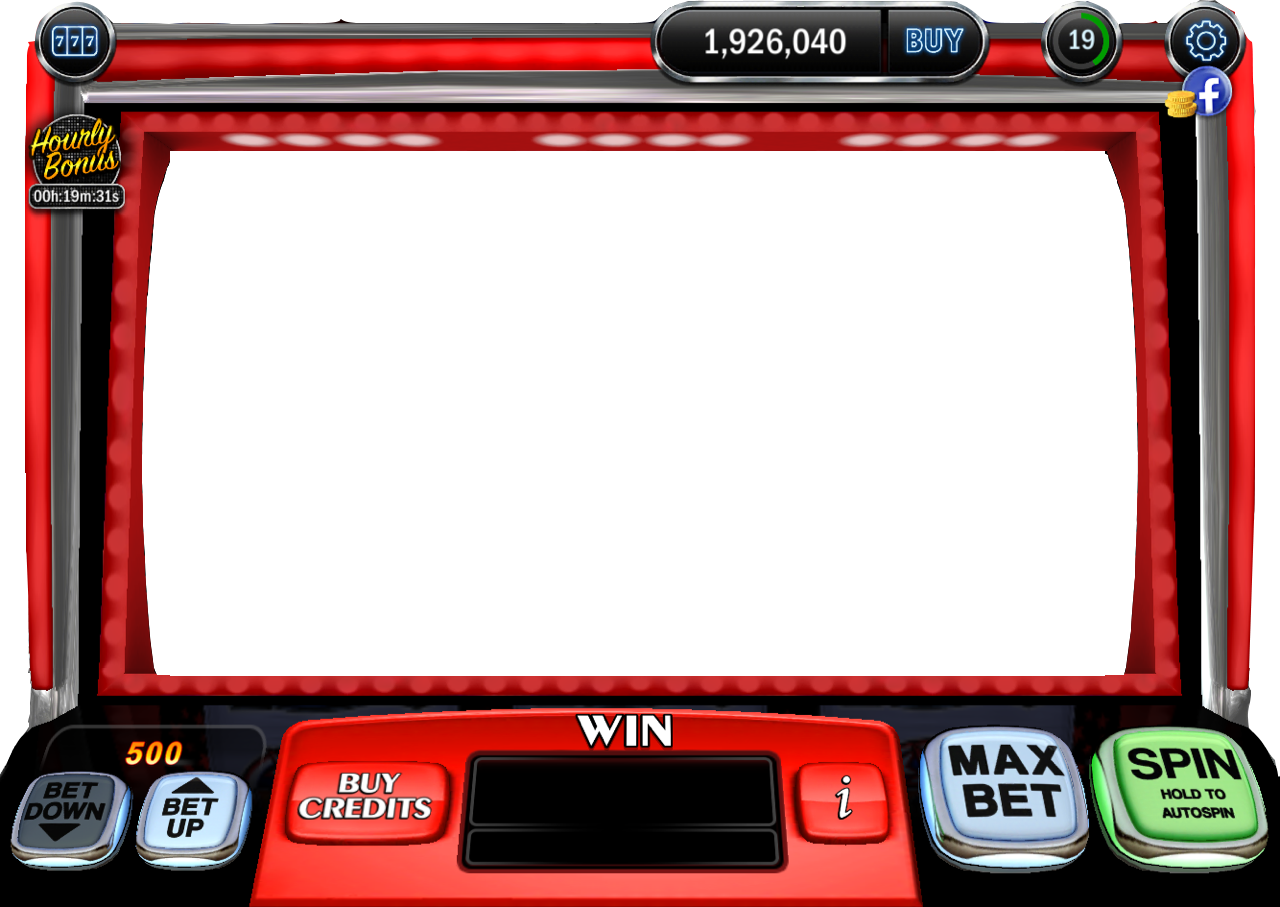 777
1,926,040
BUY
19
f
Hourly
Bonus
00h:19m:31s
WIN
500
BET
DOWN
BET
UP
BUY
CREDITS
i
MAX
BET
SPIN
HOLD TO
AUTOSPIN